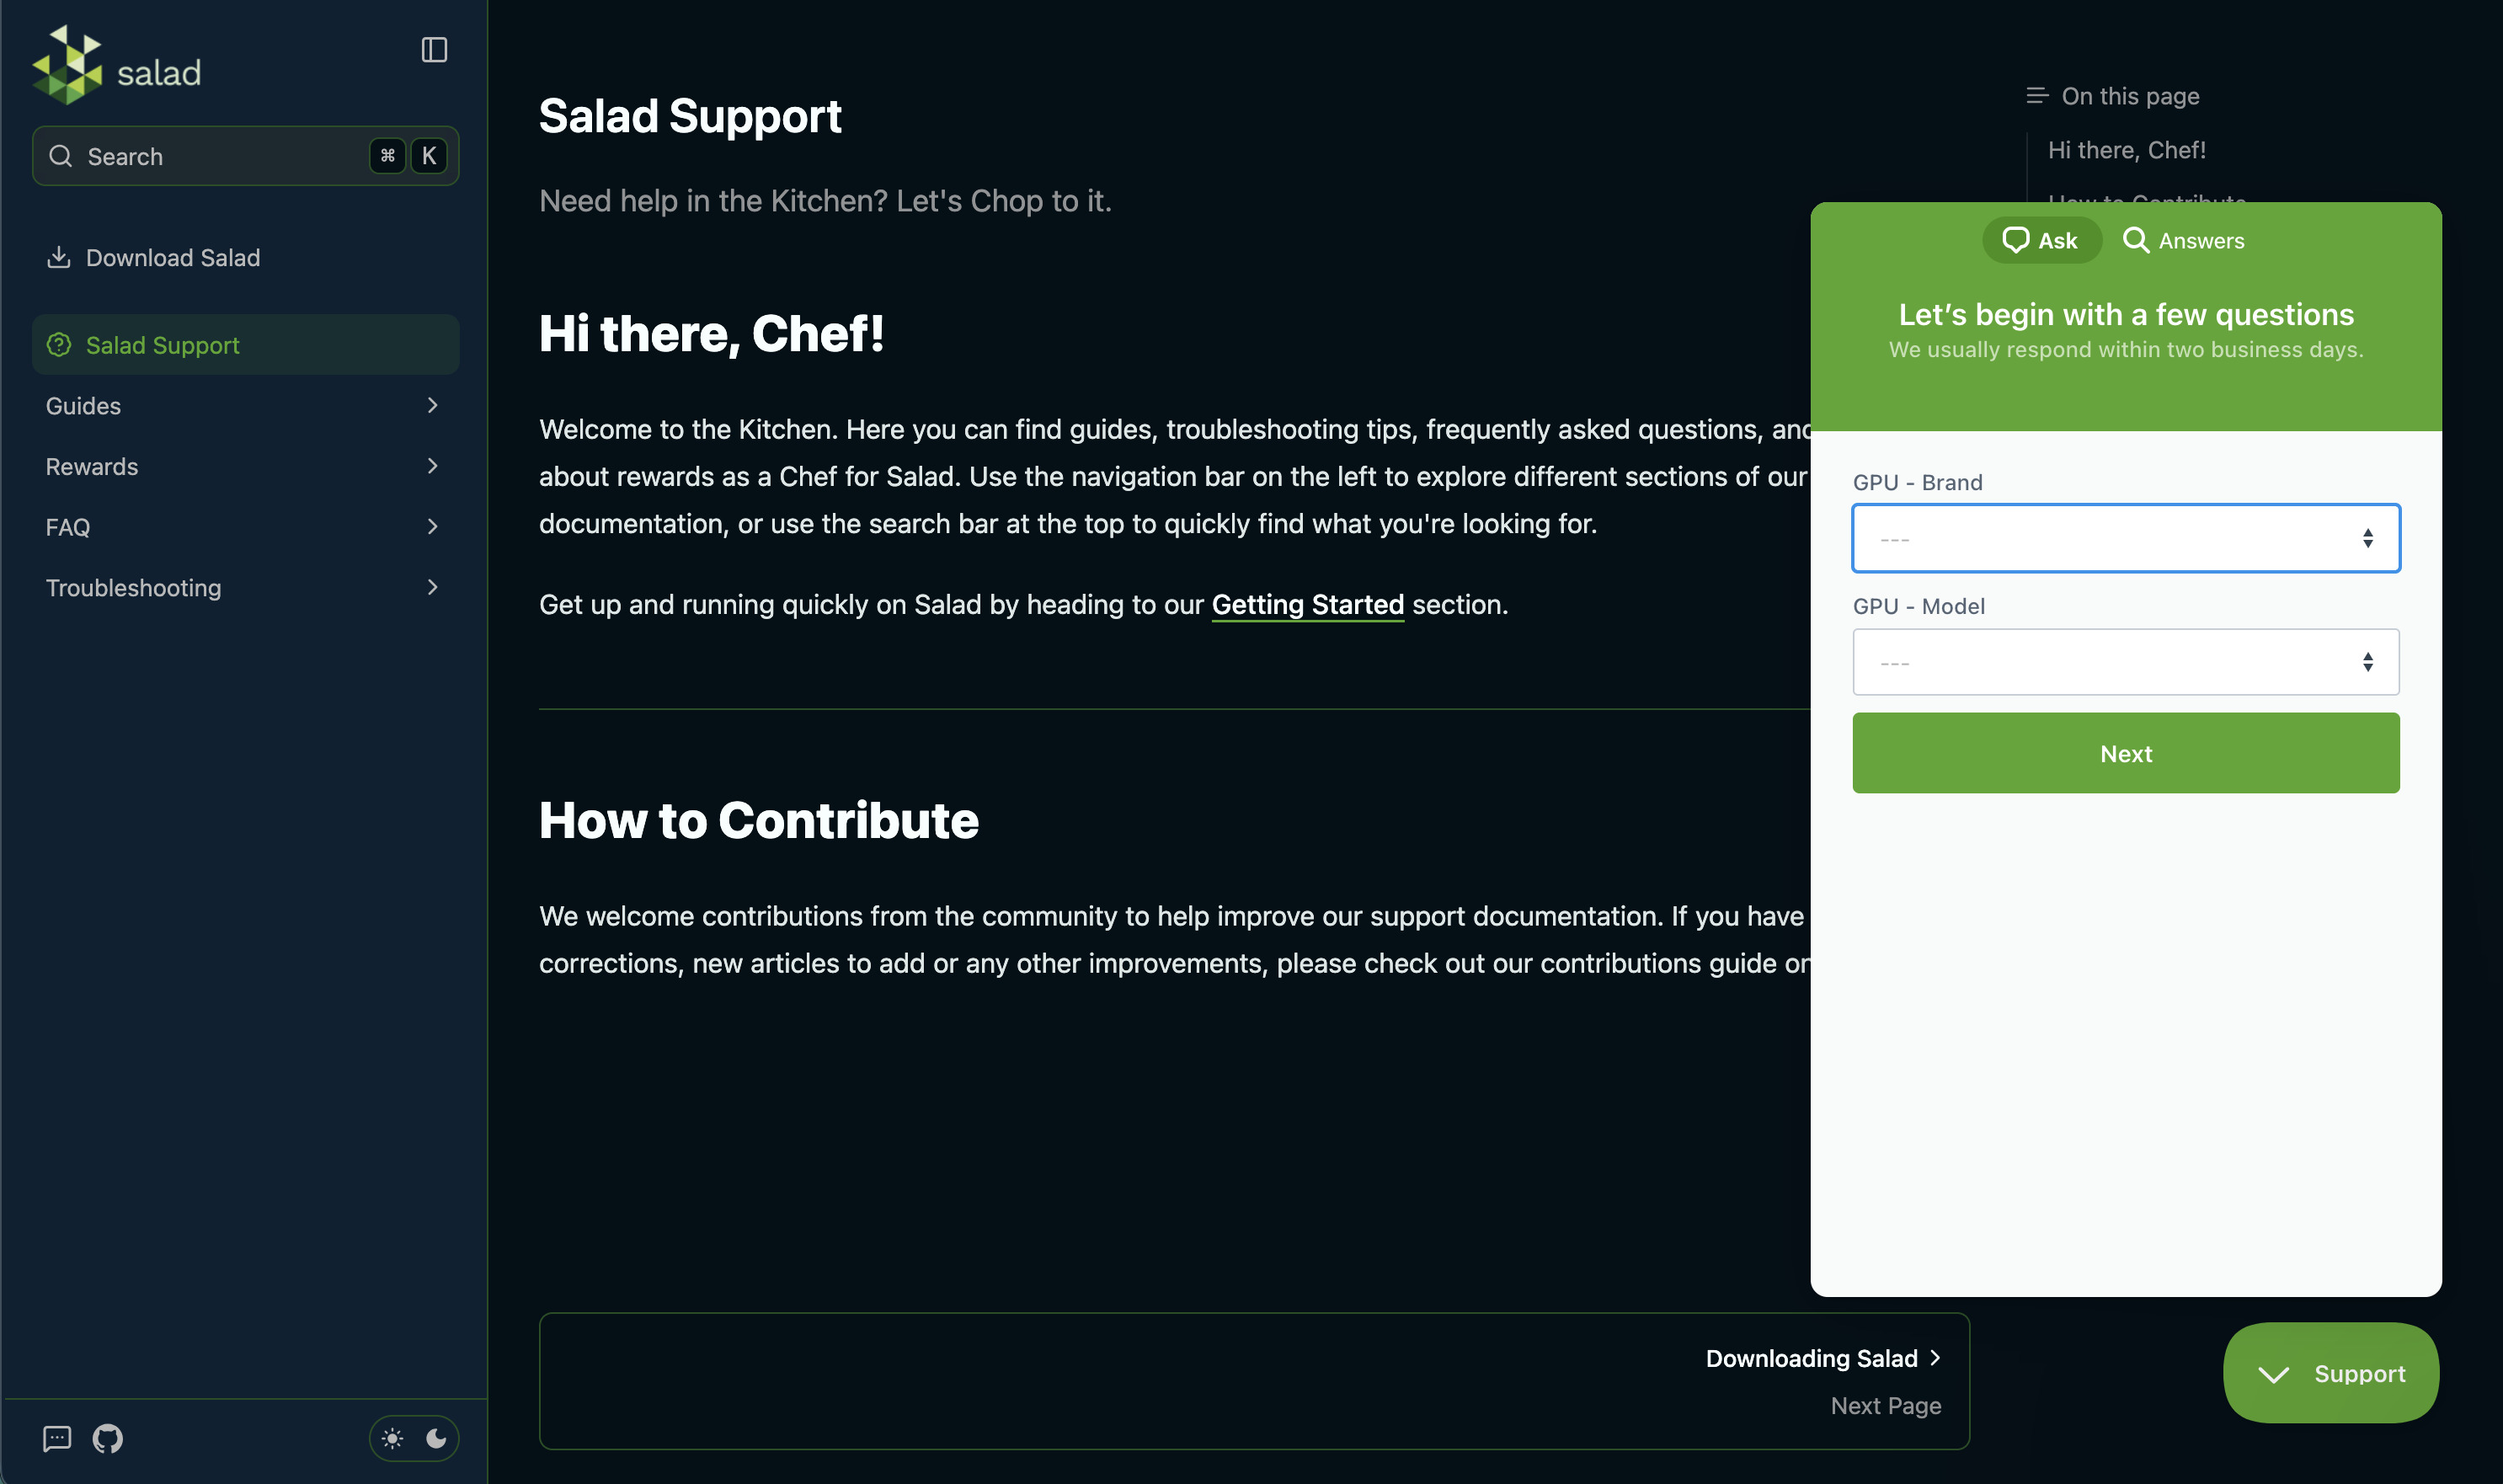 salad
Search
⌘ K
Download Salad
Salad Support
Guides
Rewards
FAQ
Troubleshooting
Salad Support
Need help in the Kitchen? Let's Chop to it.
Hi there, Chef!
Welcome to the Kitchen. Here you can find guides, troubleshooting tips, frequently asked questions, and
about rewards as a Chef for Salad. Use the navigation bar on the left to explore different sections of our
documentation, or use the search bar at the top to quickly find what you're looking for.
Get up and running quickly on Salad by heading to our Getting Started section.
How to Contribute
We welcome contributions from the community to help improve our support documentation. If you have
corrections, new articles to add or any other improvements, please check out our contributions guide on
Downloading Salad
Next Page
On this page
Hi there, Chef!
How to Contribute
Ask
Answers
Let’s begin with a few questions
We usually respond within two business days.
GPU - Brand
---
GPU - Model
---
Next
Support